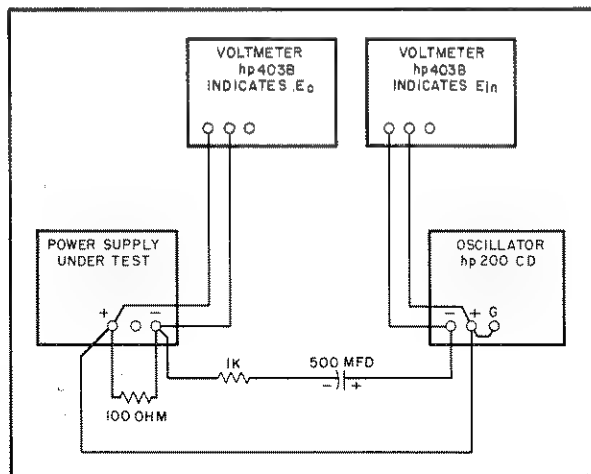 VOLTMETER
hp403B
INDICATES .Eo
VOLTMETER
hp403B
INDICATES Ein
POWER SUPPLY
UNDER TEST
+ −
OSCILLATOR
hp 200 CD
− + G
1K
500 MFD
− +
100 OHM